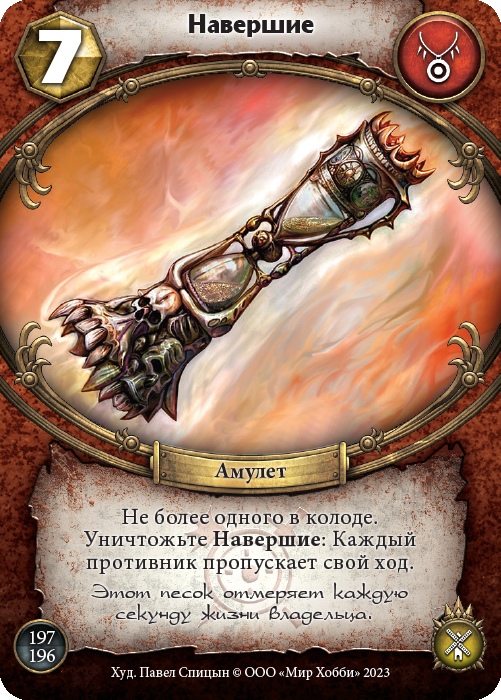 7
Навершие
Амулет
Не более одного в колоде.
Уничтожьте Навершие: Каждый
противник пропускает свой ход.
Этот песок отмеряет каждую
секунду жизни владельца.
197
196
Худ. Павел Спицын © ООО «Мир Хобби» 2023